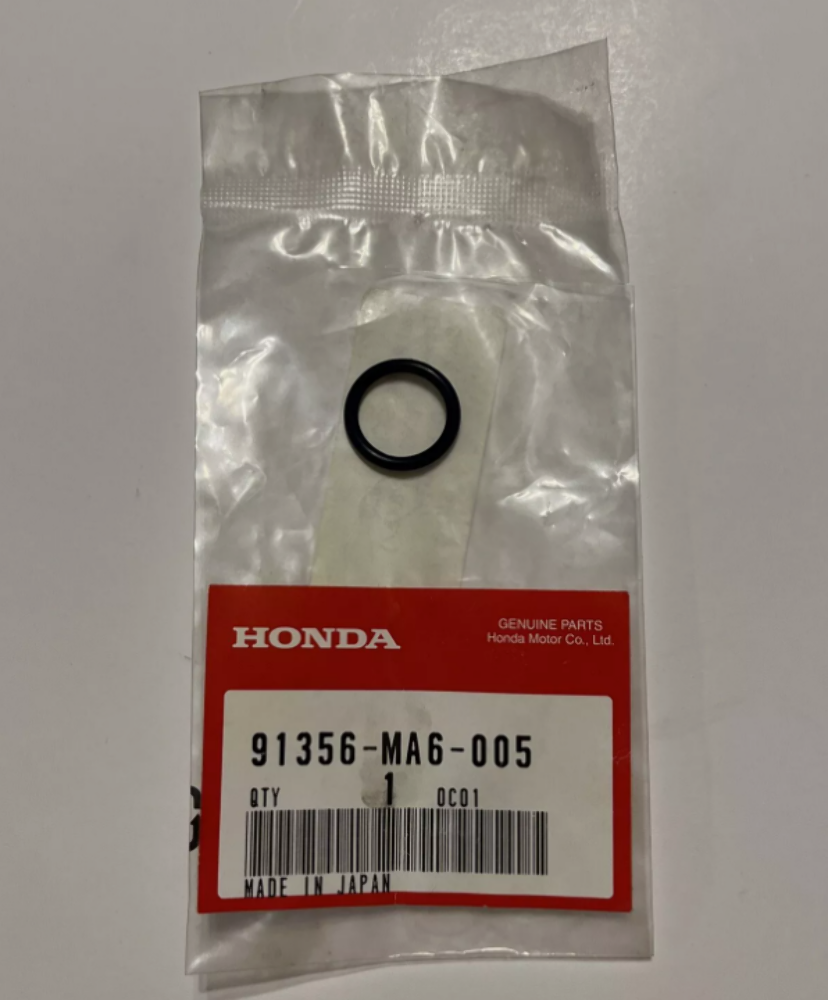 HONDA
GENUINE PARTS
Honda Motor Co., Ltd.
91356-MA6-005
QTY 1 0C01
MADE IN JAPAN